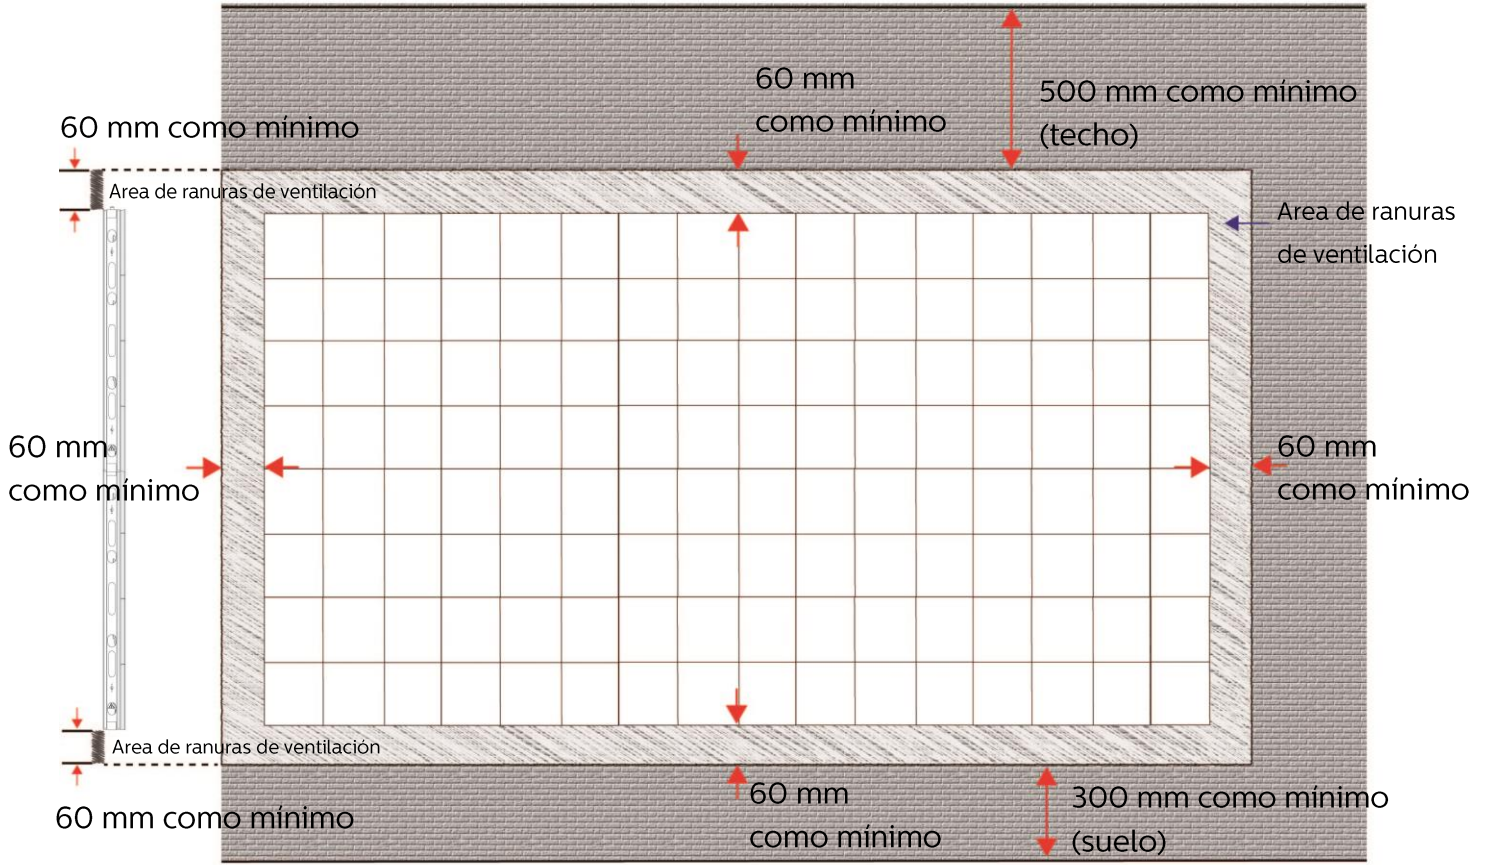 60 mm
como mínimo
500 mm como mínimo
(techo)
60 mm como mínimo
Area de ranuras de ventilación
Area de ranuras
de ventilación
60 mm
como mínimo
60 mm
como mínimo
Area de ranuras de ventilación
60 mm como mínimo
60 mm
como mínimo
300 mm como mínimo
(suelo)